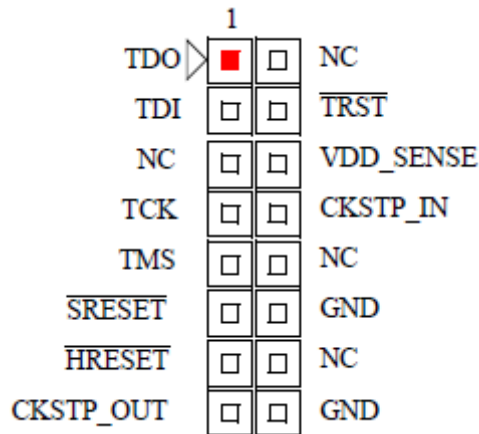 1
TDO NC
TDI TRST
NC VDD_SENSE
TCK CKSTP_IN
TMS NC
SRESET GND
HRESET NC
CKSTP_OUT GND